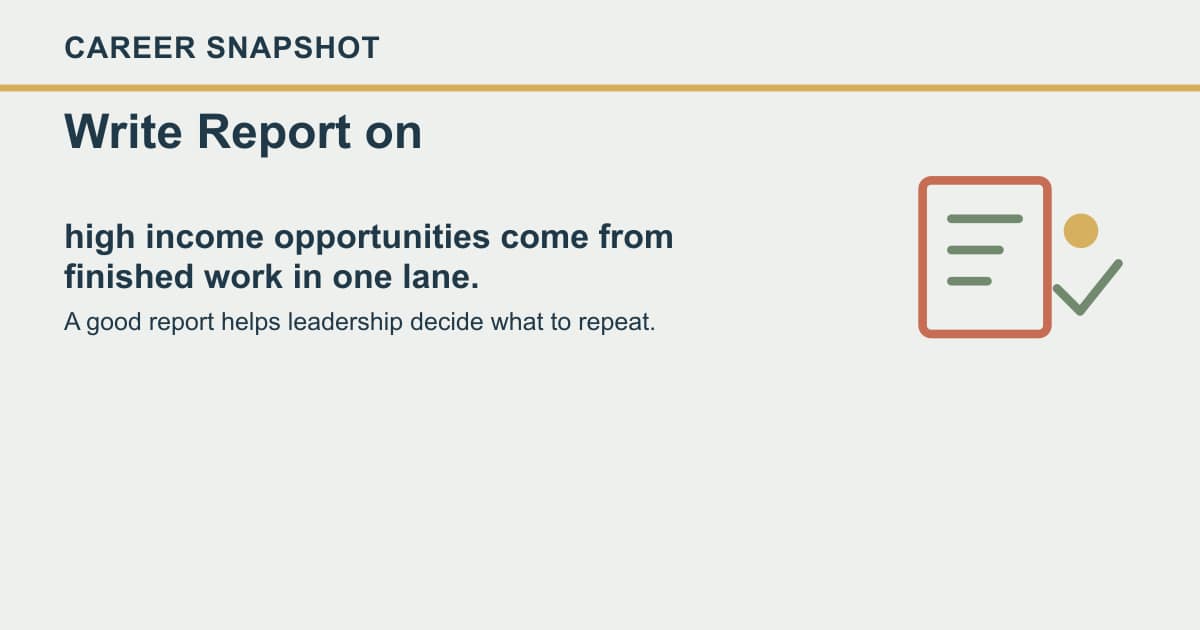 CAREER SNAPSHOT
Write Report on
high income opportunities come from
finished work in one lane.
A good report helps leadership decide what to repeat.